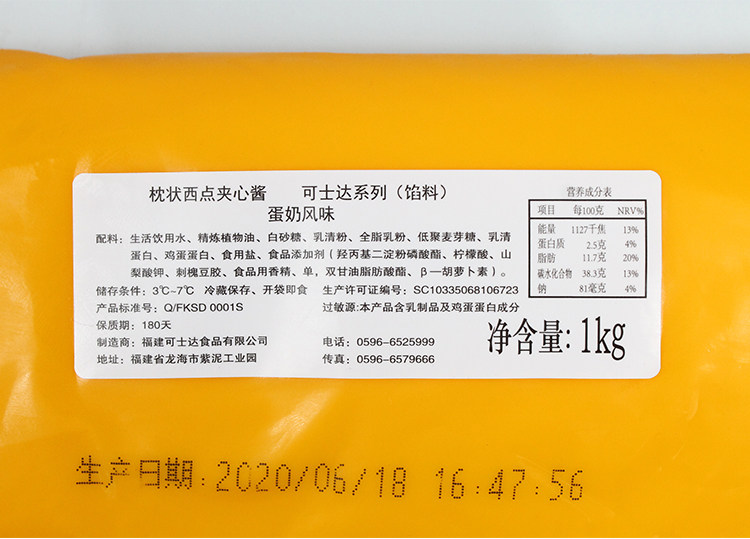 枕状西点夹心酱 可士达系列（馅料）
蛋奶风味
配料：生活饮用水、精炼植物油、白砂糖、乳清粉、全脂乳粉、低聚麦芽糖、乳清
蛋白、鸡蛋蛋白、食用盐、食品添加剂（羟丙基二淀粉磷酸酯、柠檬酸、山
梨酸钾、刺槐豆胶、食品用香精、单，双甘油脂肪酸酯、β—胡萝卜素）。
储存条件：3℃~7℃ 冷藏保存、开袋即食 生产许可证编号：SC10335068106723
产品标准号：Q/FKSD 0001S 过敏源:本产品含乳制品及鸡蛋蛋白成分
保质期：180天
制造商：福建可士达食品有限公司 电话：0596-6525999
地址：福建省龙海市紫泥工业园 传真：0596-6579666
营养成分表
项目 每100克 NRV%
能量 1127千焦 13%
蛋白质 2.5克 4%
脂肪 11.7克 20%
碳水化合物 38.3克 13%
钠 81毫克 4%
净含量: 1kg
生产日期:2020/06/18 16:47:56